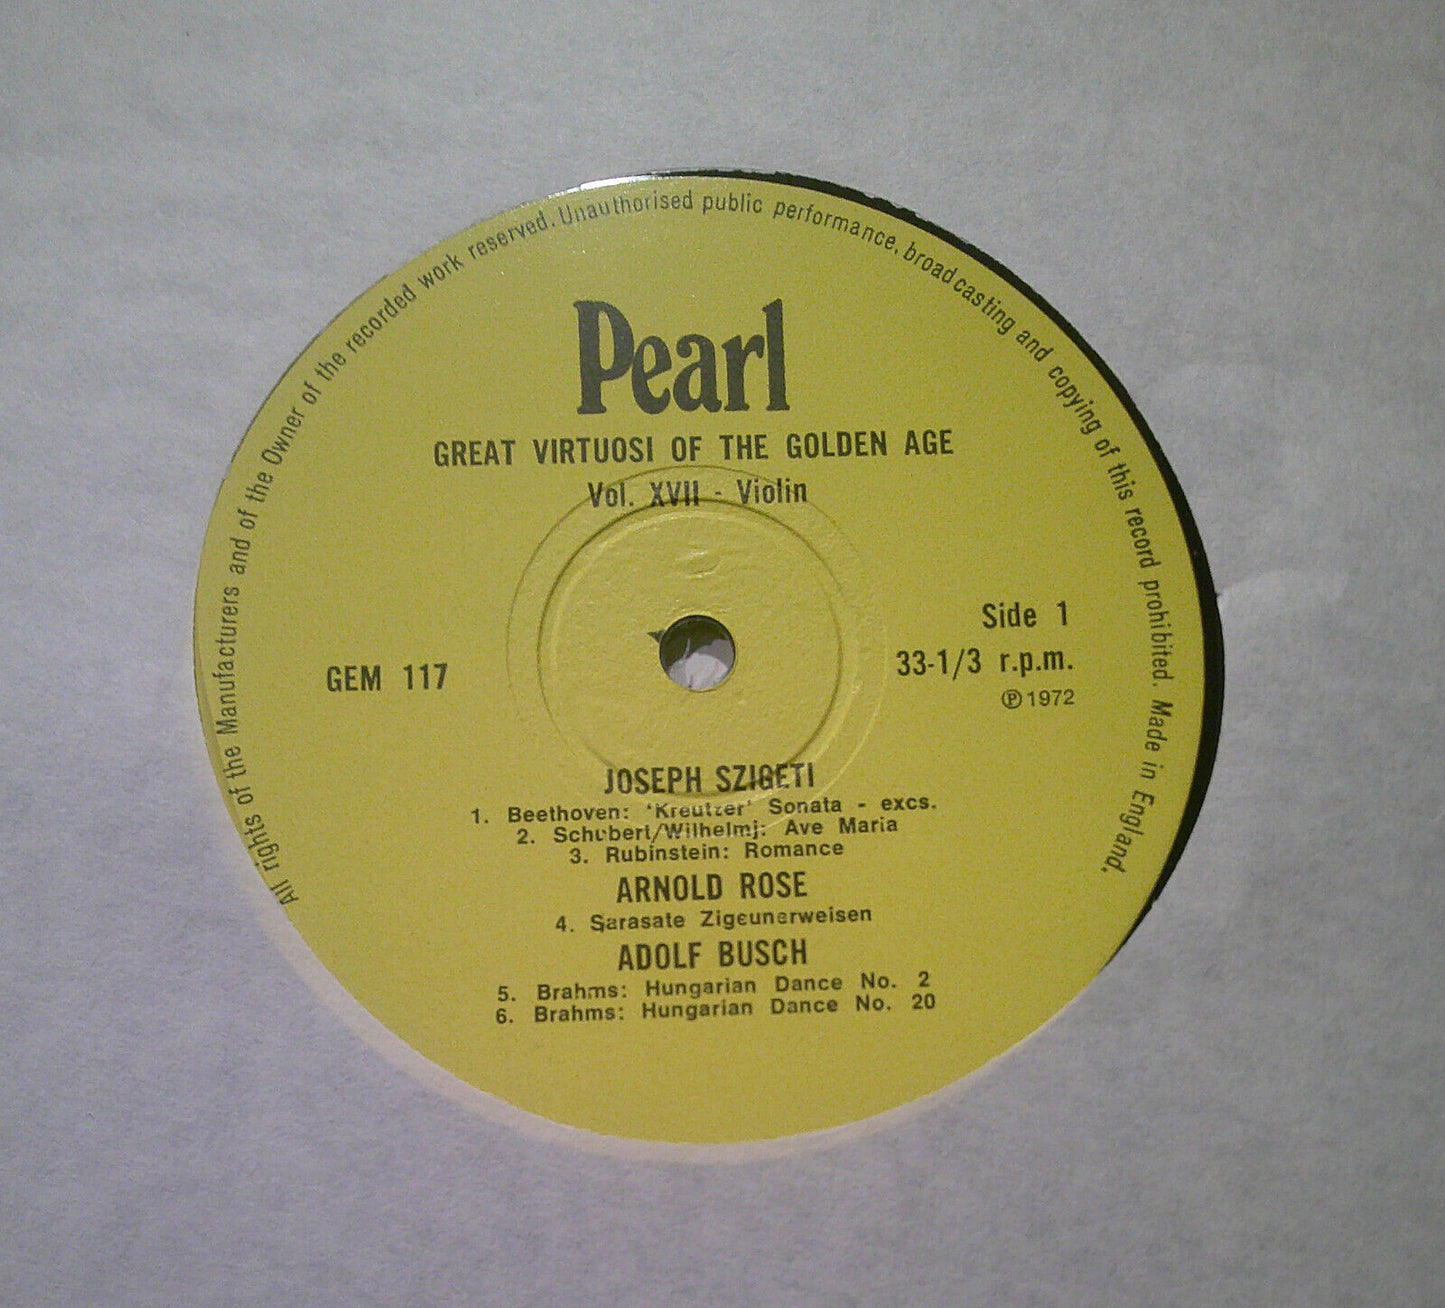 All rights of the Manufacturers and of the Owner of the recorded work reserved. Unauthorised public performance, broadcasting and copying of this record prohibited. Made in England.
Pearl
GREAT VIRTUOSI OF THE GOLDEN AGE
Vol. XVII - Violin
Side 1
GEM 117
33-1/3 r.p.m.
℗ 1972
JOSEPH SZIGETI
1. Beethoven: 'Kreutzer' Sonata - excs.
2. Schubert/Wilhelmj: Ave Maria
3. Rubinstein: Romance
ARNOLD ROSE
4. Sarasate Zigeunerweisen
ADOLF BUSCH
5. Brahms: Hungarian Dance No. 2
6. Brahms: Hungarian Dance No. 20